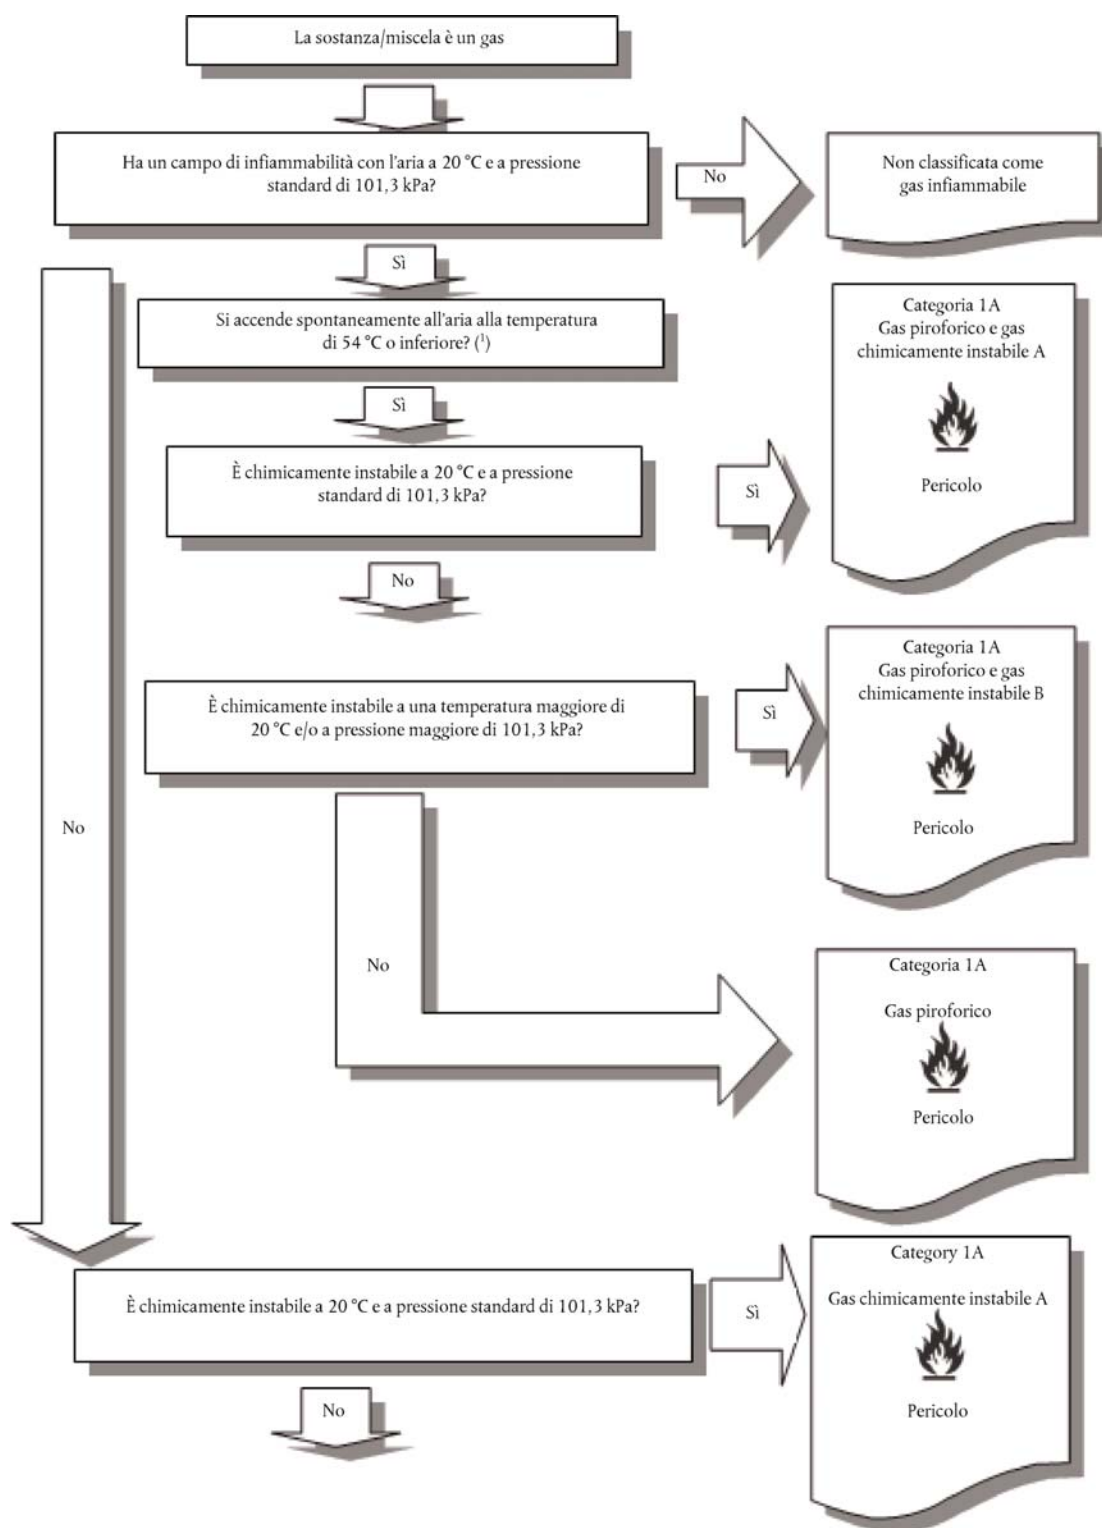 La sostanza/miscela è un gas
Ha un campo di infiammabilità con l'aria a 20 °C e a pressione
standard di 101,3 kPa?
No
Non classificata come
gas infiammabile
Sì
Si accende spontaneamente all'aria alla temperatura
di 54 °C o inferiore? (¹)
Categoria 1A
Gas piroforico e gas
chimicamente instabile A
Pericolo
Sì
È chimicamente instabile a 20 °C e a pressione
standard di 101,3 kPa?
Sì
No
È chimicamente instabile a una temperatura maggiore di
20 °C e/o a pressione maggiore di 101,3 kPa?
Sì
Categoria 1A
Gas piroforico e gas
chimicamente instabile B
Pericolo
No
No
Categoria 1A
Gas piroforico
Pericolo
È chimicamente instabile a 20 °C e a pressione standard di 101,3 kPa?
Sì
Category 1A
Gas chimicamente instabile A
Pericolo
No